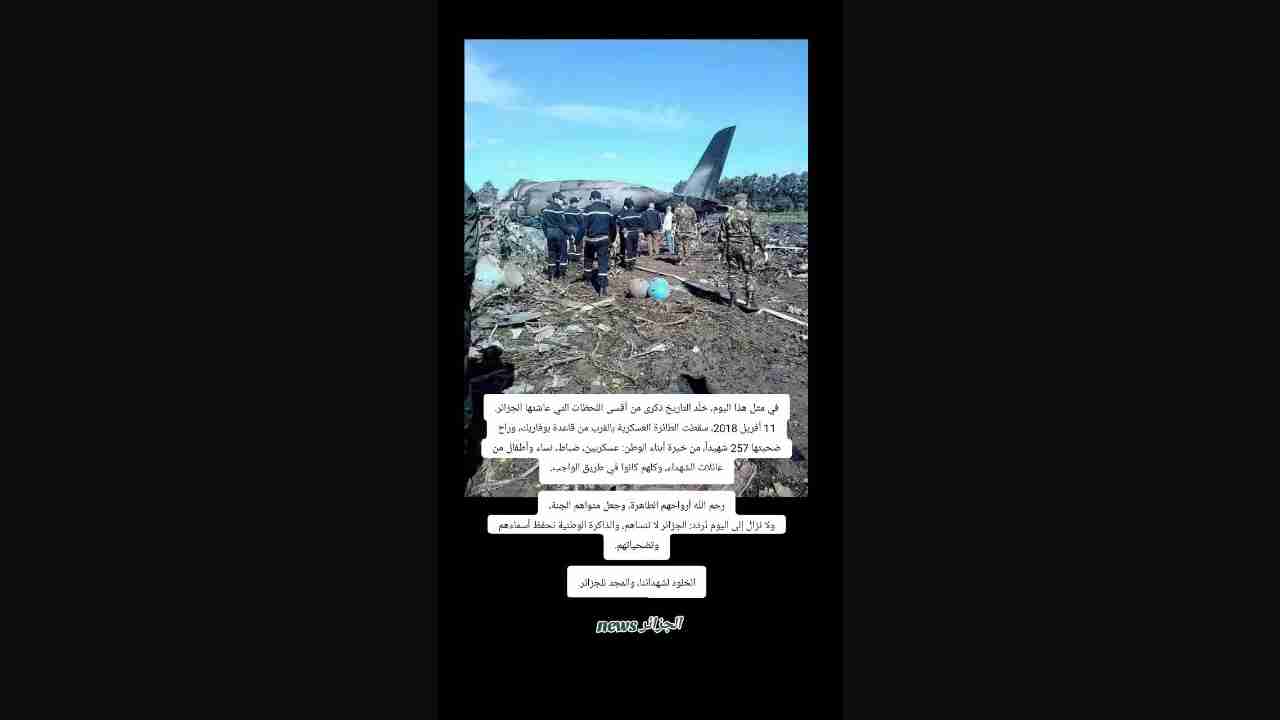 في مثل هذا اليوم، خلّد التاريخ ذكرى من أقسى اللحظات التي عاشتها الجزائر.
11 أفريل 2018، سقطت الطائرة العسكرية بالقرب من قاعدة بوفاريك، وراح
ضحيتها 257 شهيداً، من خيرة أبناء الوطن: عسكريين، ضباط، نساء وأطفال من
عائلات الشهداء، وكلهم كانوا في طريق الواجب.
رحم الله أرواحهم الطاهرة، وجعل مثواهم الجنة.
ولا نزال إلى اليوم نُردد: الجزائر لا تنساهم، والذاكرة الوطنية تحفظ أسماءهم
وتضحياتهم.
الخلود لشهدائنا، والمجد للجزائر.
الجزائر news